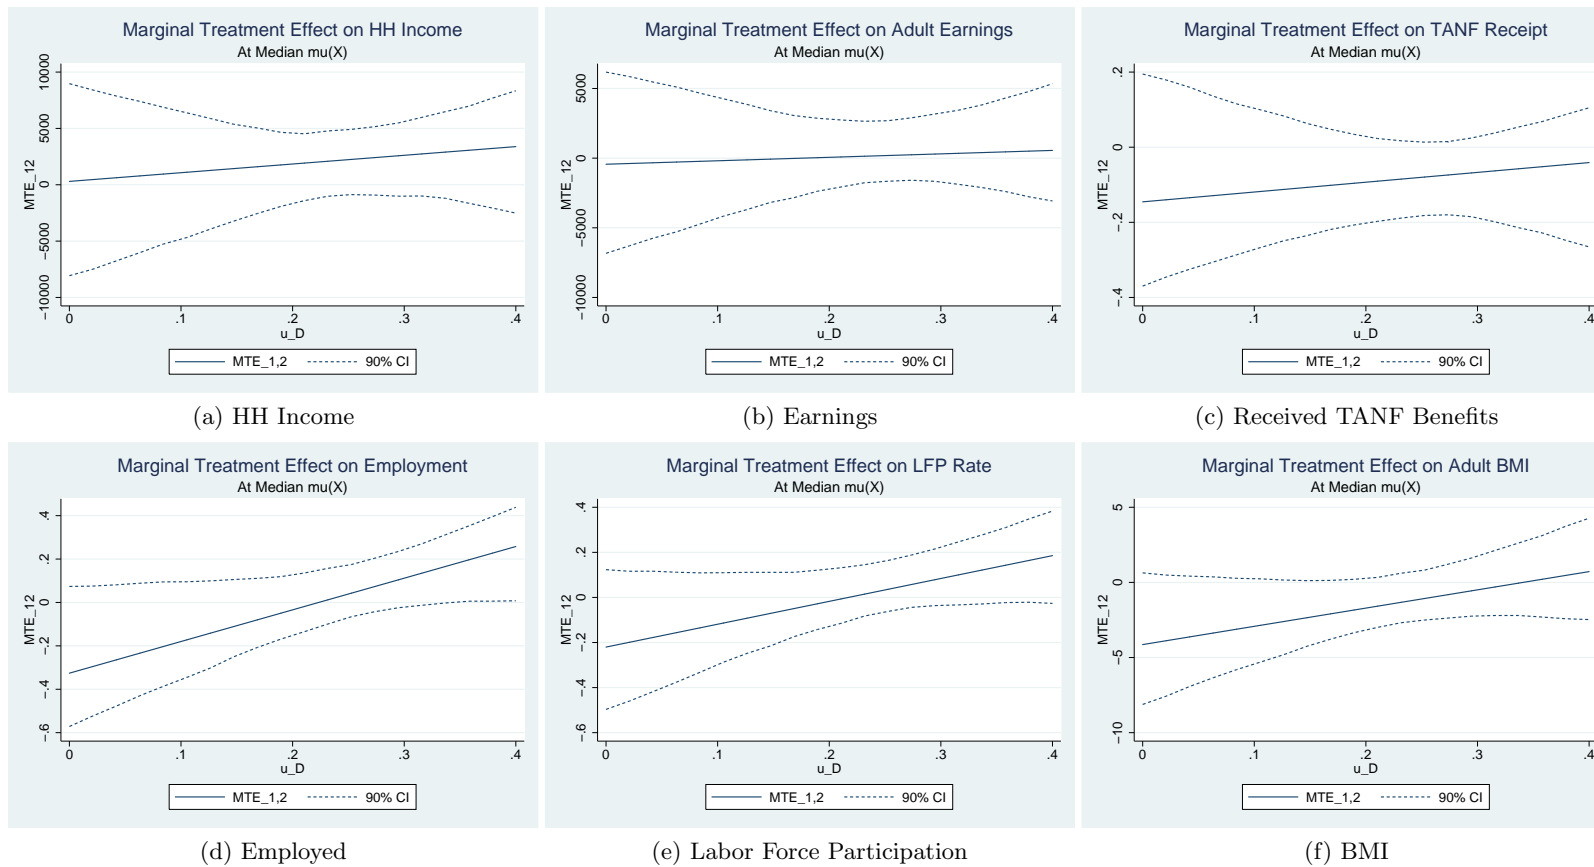 Marginal Treatment Effect on HH Income
At Median mu(X)
MTE_12
10000
5000
0
−5000
−10000
0 .1 .2 .3 .4
u_D
MTE_1,2 90% CI
(a) HH Income
Marginal Treatment Effect on Adult Earnings
At Median mu(X)
MTE_12
5000
0
−5000
−10000
0 .1 .2 .3 .4
u_D
MTE_1,2 90% CI
(b) Earnings
Marginal Treatment Effect on TANF Receipt
At Median mu(X)
MTE_12
.2
0
−.2
−.4
0 .1 .2 .3 .4
u_D
MTE_1,2 90% CI
(c) Received TANF Benefits
Marginal Treatment Effect on Employment
At Median mu(X)
MTE_12
.4
.2
0
−.2
−.4
−.6
0 .1 .2 .3 .4
u_D
MTE_1,2 90% CI
(d) Employed
Marginal Treatment Effect on LFP Rate
At Median mu(X)
MTE_12
.4
.2
0
−.2
−.4
−.6
0 .1 .2 .3 .4
u_D
MTE_1,2 90% CI
(e) Labor Force Participation
Marginal Treatment Effect on Adult BMI
At Median mu(X)
MTE_12
5
0
−5
−10
0 .1 .2 .3 .4
u_D
MTE_1,2 90% CI
(f) BMI